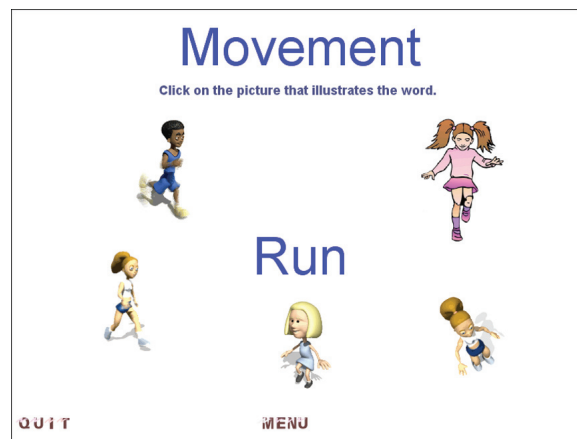 Movement
Click on the picture that illustrates the word.
Run
QUIT
MENU